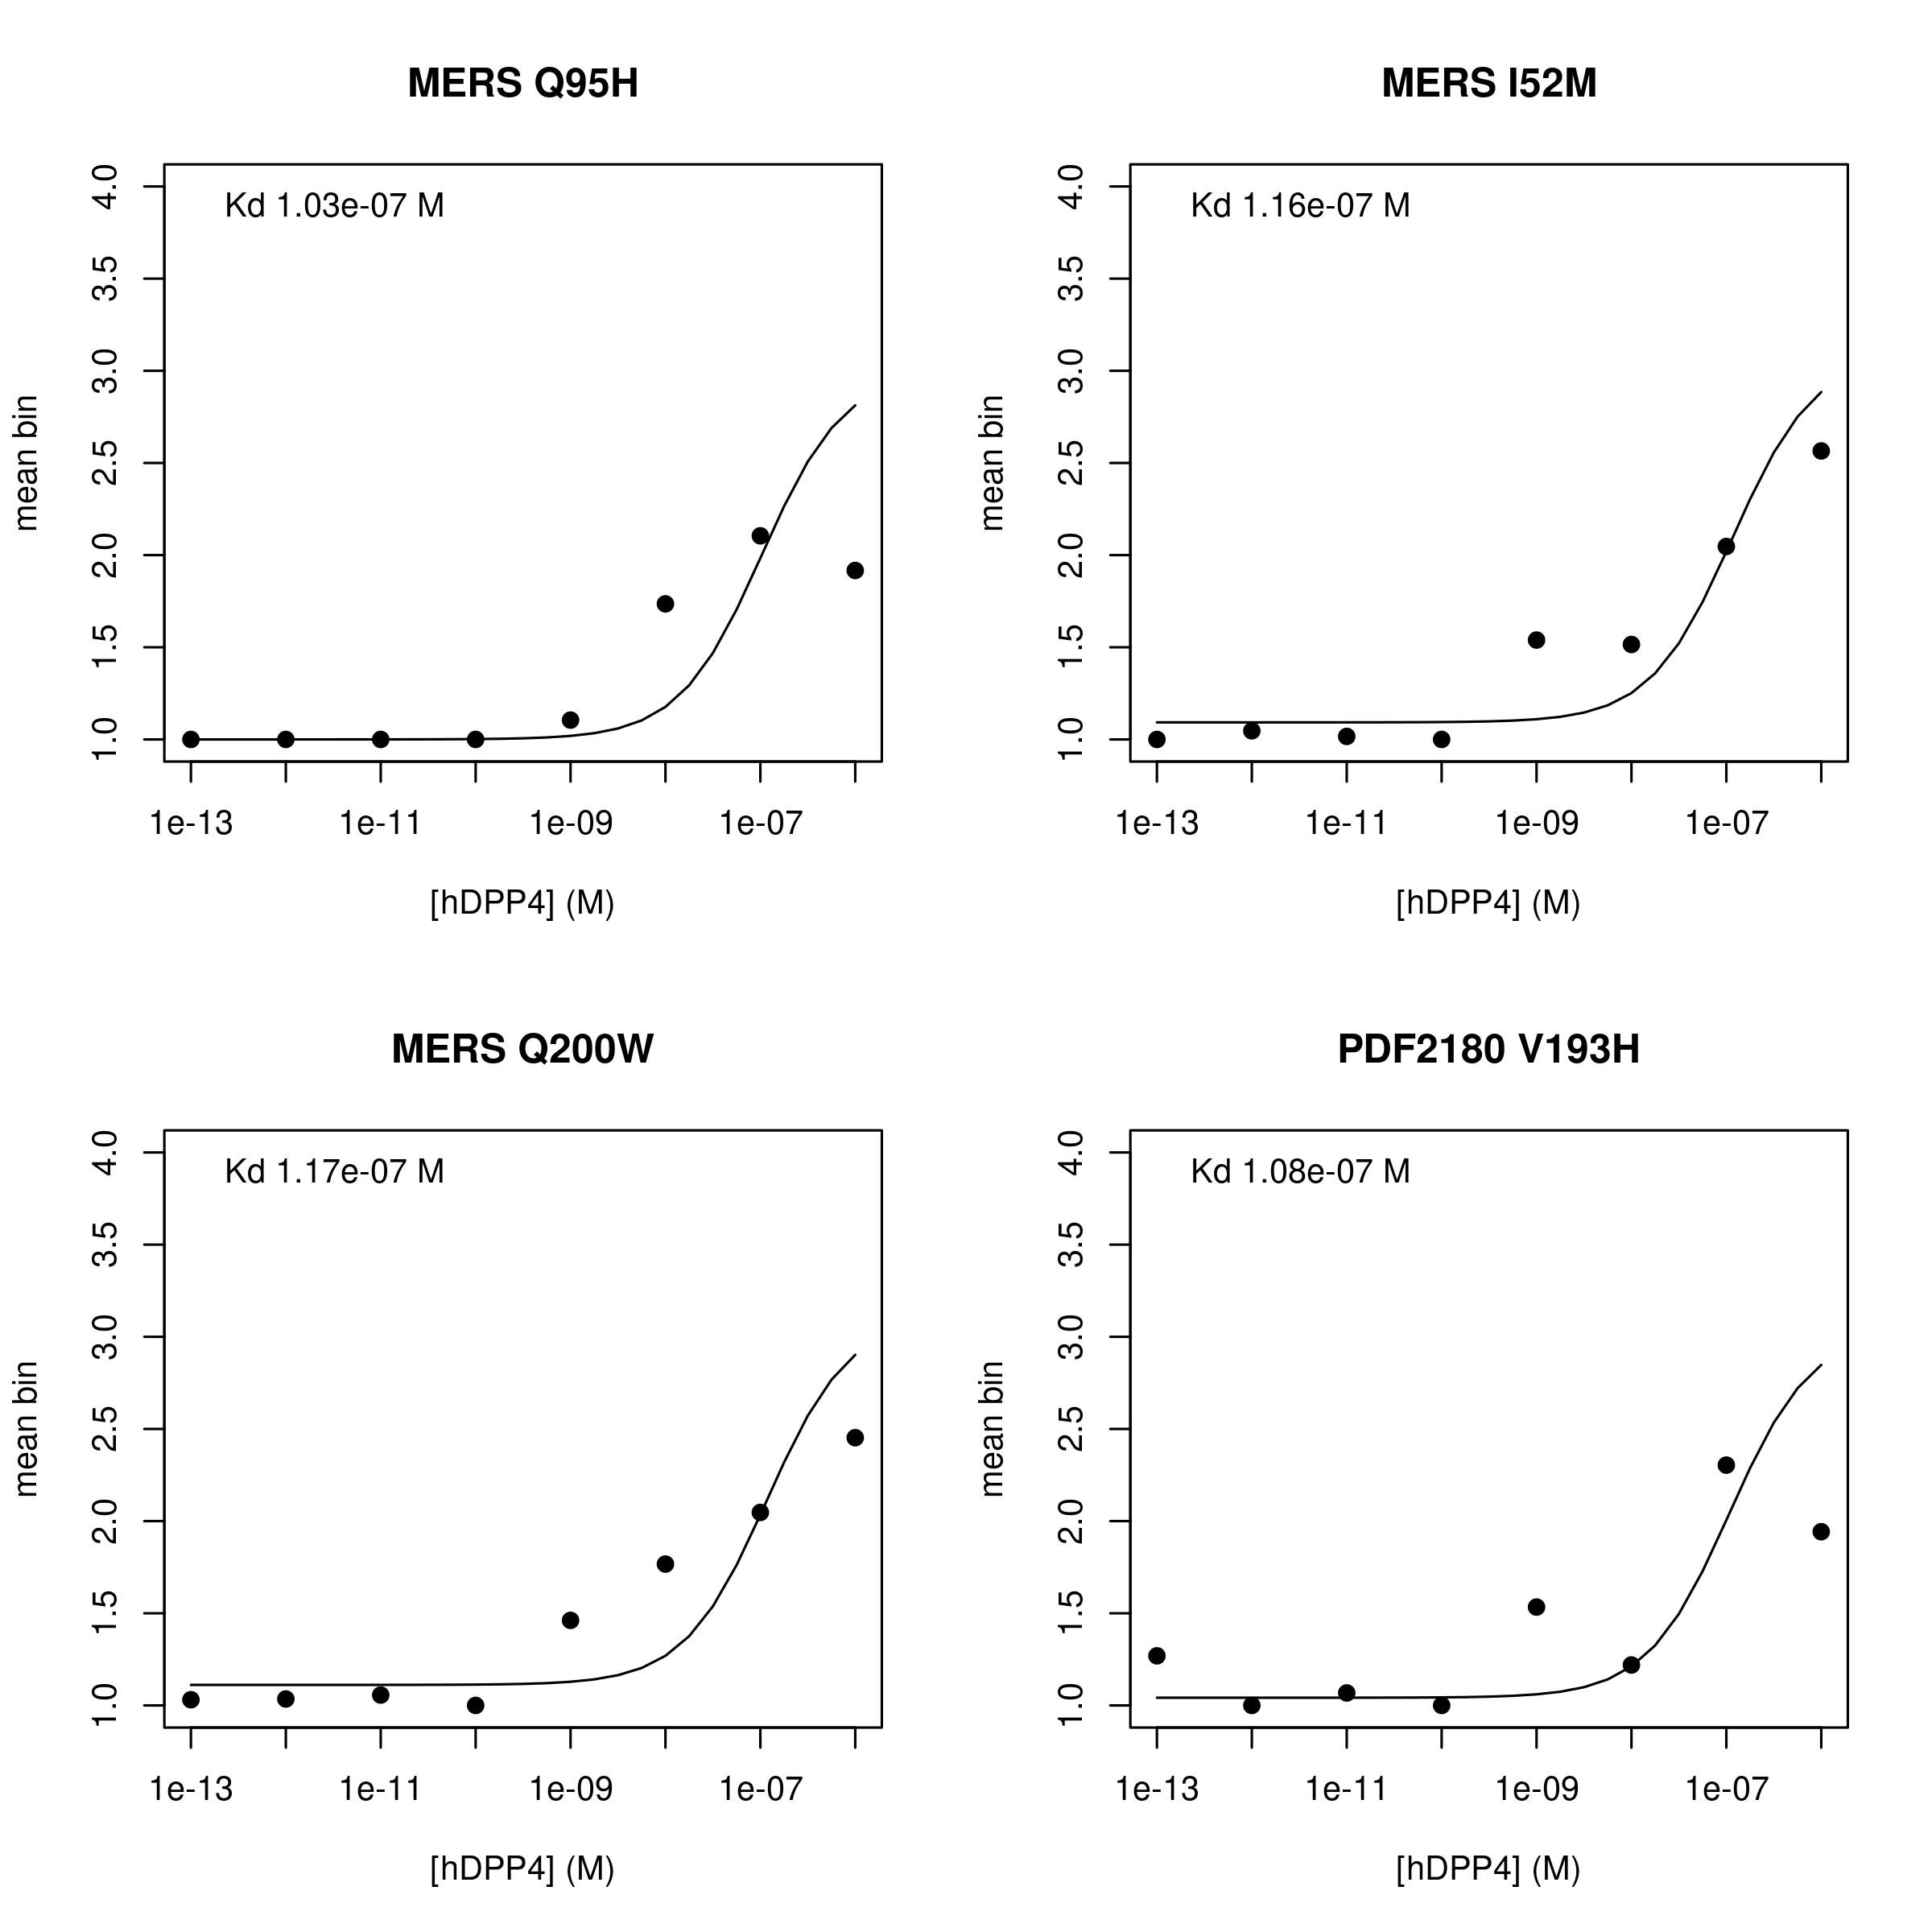 MERS Q95H
Kd 1.03e-07 M
mean bin
4.0
3.5
3.0
2.5
2.0
1.5
1.0
1e-13 1e-11 1e-09 1e-07
[hDPP4] (M)
MERS I52M
Kd 1.16e-07 M
mean bin
4.0
3.5
3.0
2.5
2.0
1.5
1.0
1e-13 1e-11 1e-09 1e-07
[hDPP4] (M)
MERS Q200W
Kd 1.17e-07 M
mean bin
4.0
3.5
3.0
2.5
2.0
1.5
1.0
1e-13 1e-11 1e-09 1e-07
[hDPP4] (M)
PDF2180 V193H
Kd 1.08e-07 M
mean bin
4.0
3.5
3.0
2.5
2.0
1.5
1.0
1e-13 1e-11 1e-09 1e-07
[hDPP4] (M)